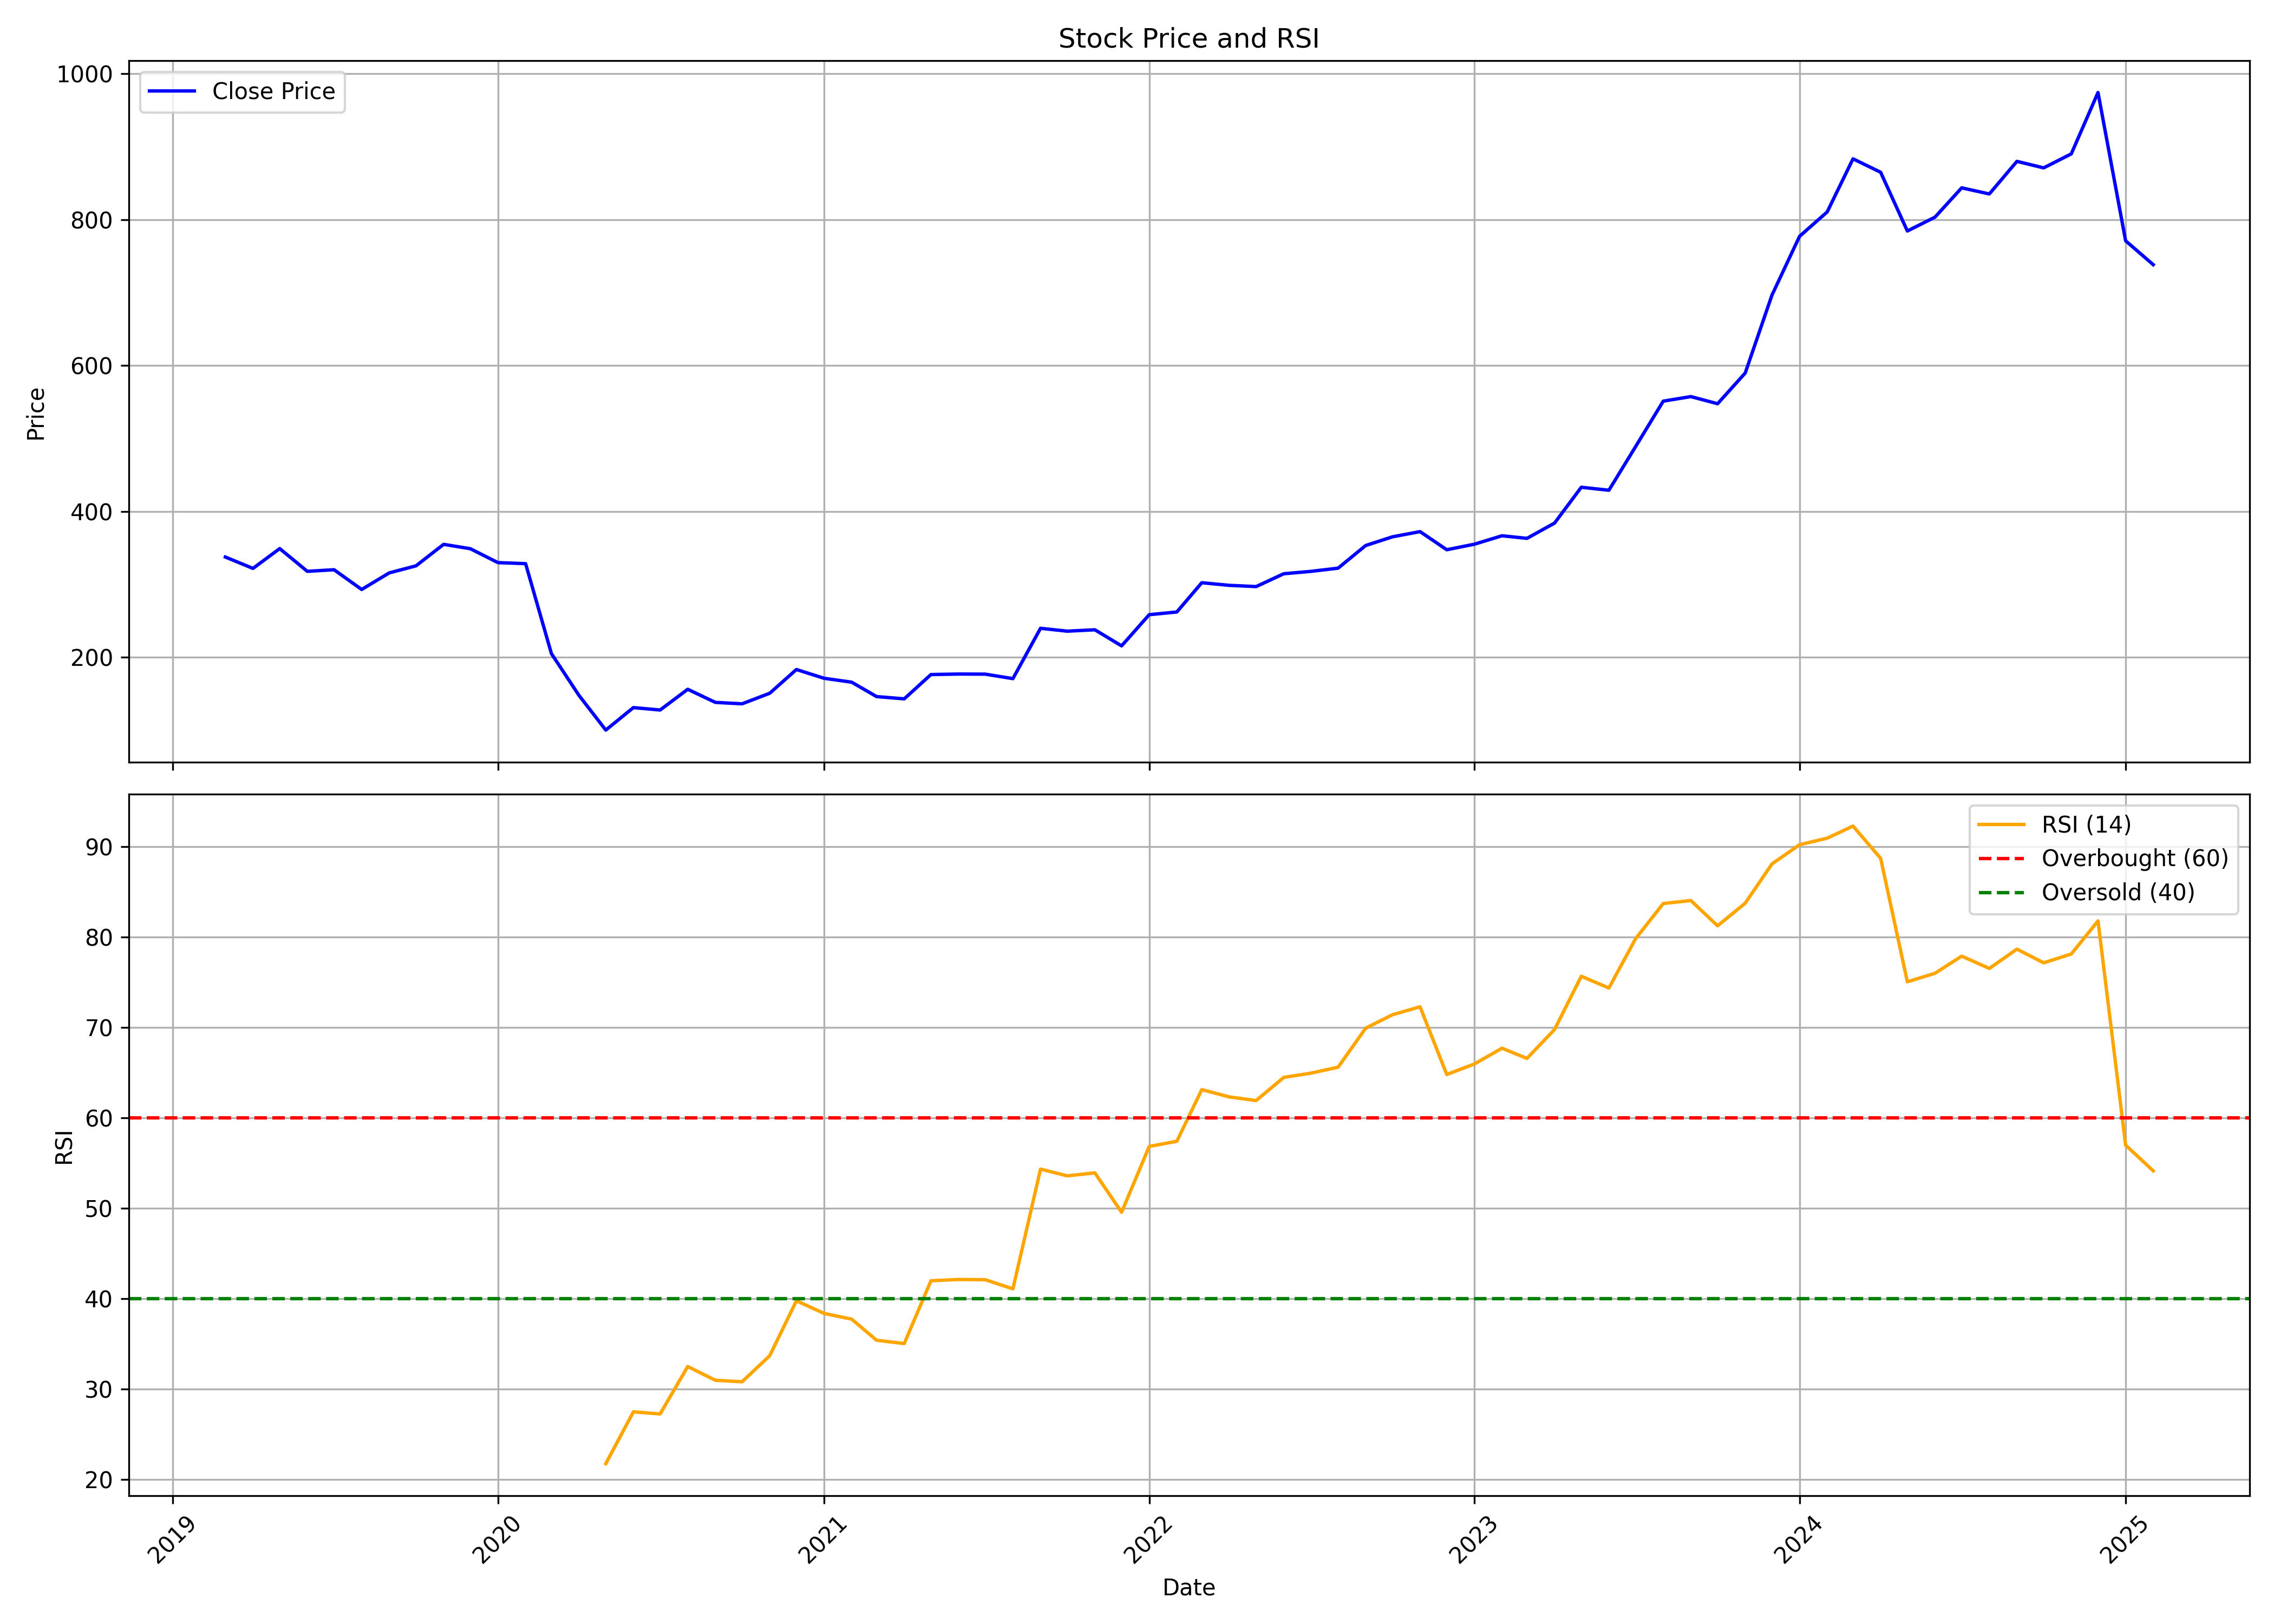 Stock Price and RSI
Close Price
1000
800
600
400
200
Price
RSI (14)
Overbought (60)
Oversold (40)
90
80
70
60
50
40
30
20
RSI
2019
2020
2021
2022
2023
2024
2025
Date